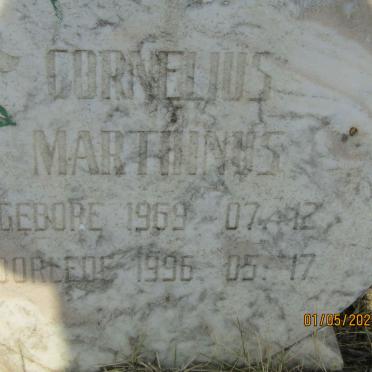 CORNELIUS
MARTHINUS
GEBORE 1969 07.12
OORLEDE 1996 05.17
01/05/202